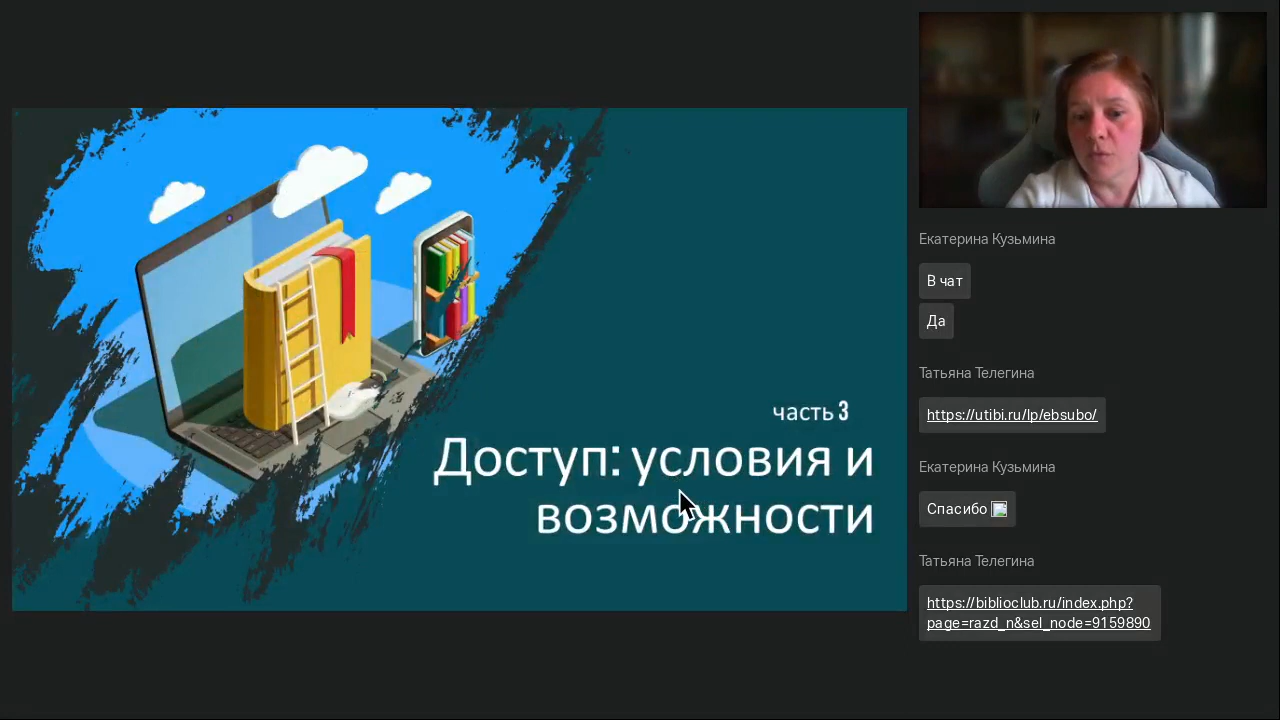 часть 3
Доступ: условия и
возможности
Екатерина Кузьмина
В чат
Да
Татьяна Телегина
https://utibi.ru/lp/ebsubo/
Екатерина Кузьмина
Спасибо
Татьяна Телегина
https://biblioclub.ru/index.php?
page=razd_n&sel_node=9159890